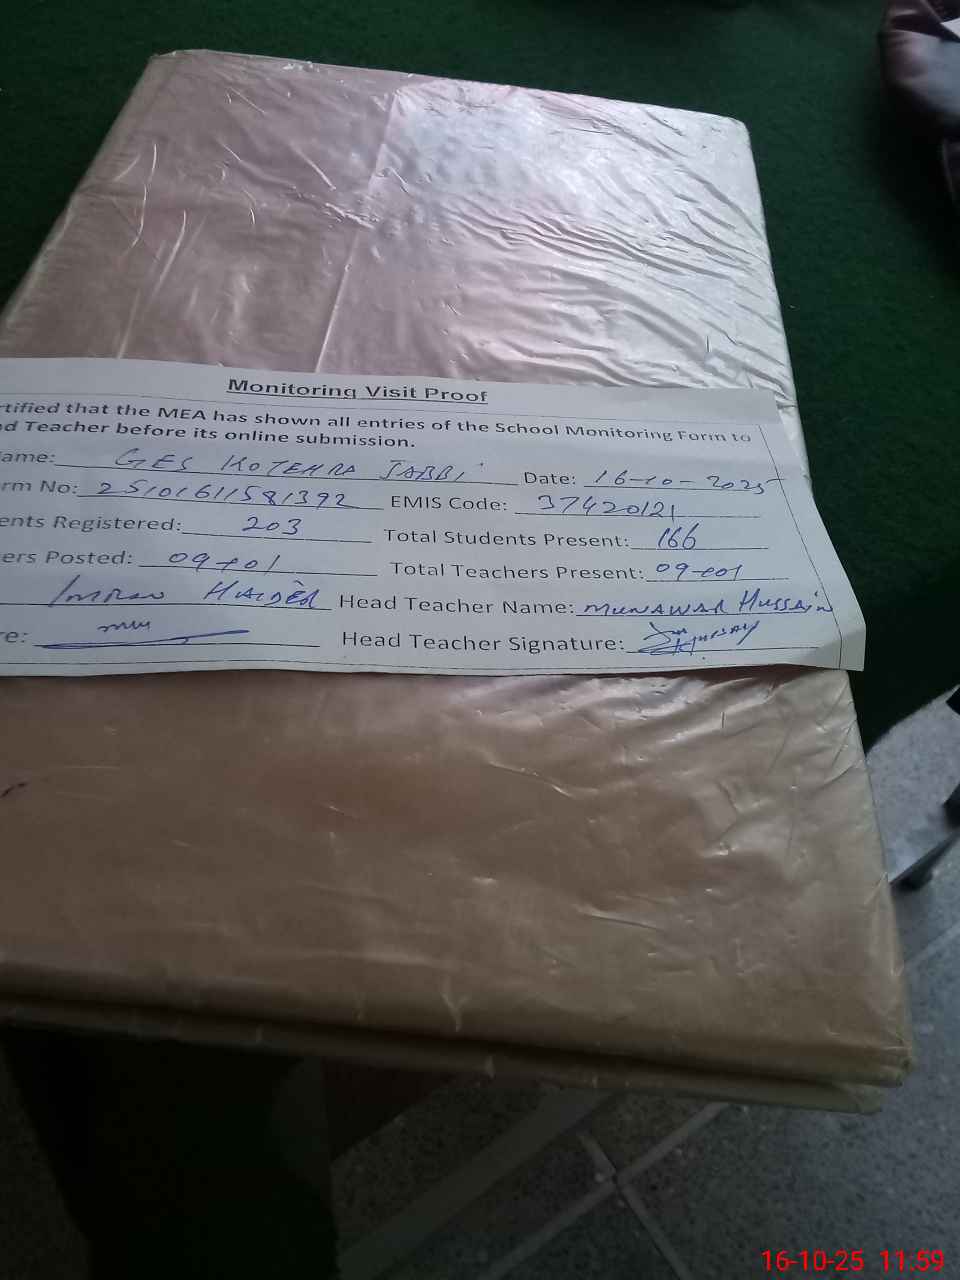 Monitoring Visit Proof
rtified that the MEA has shown all entries of the School Monitoring Form to
d Teacher before its online submission.
ame: GES KOTEHRA JABBI Date: 16-10-2025
rm No: 25101611581392 EMIS Code: 37420121
ents Registered: 203 Total Students Present: 166
ers Posted: 09+01 Total Teachers Present: 09+01
Imran HAIDER Head Teacher Name: MUNAWAR HUSSAIN
re: Head Teacher Signature:
16-10-25 11:59